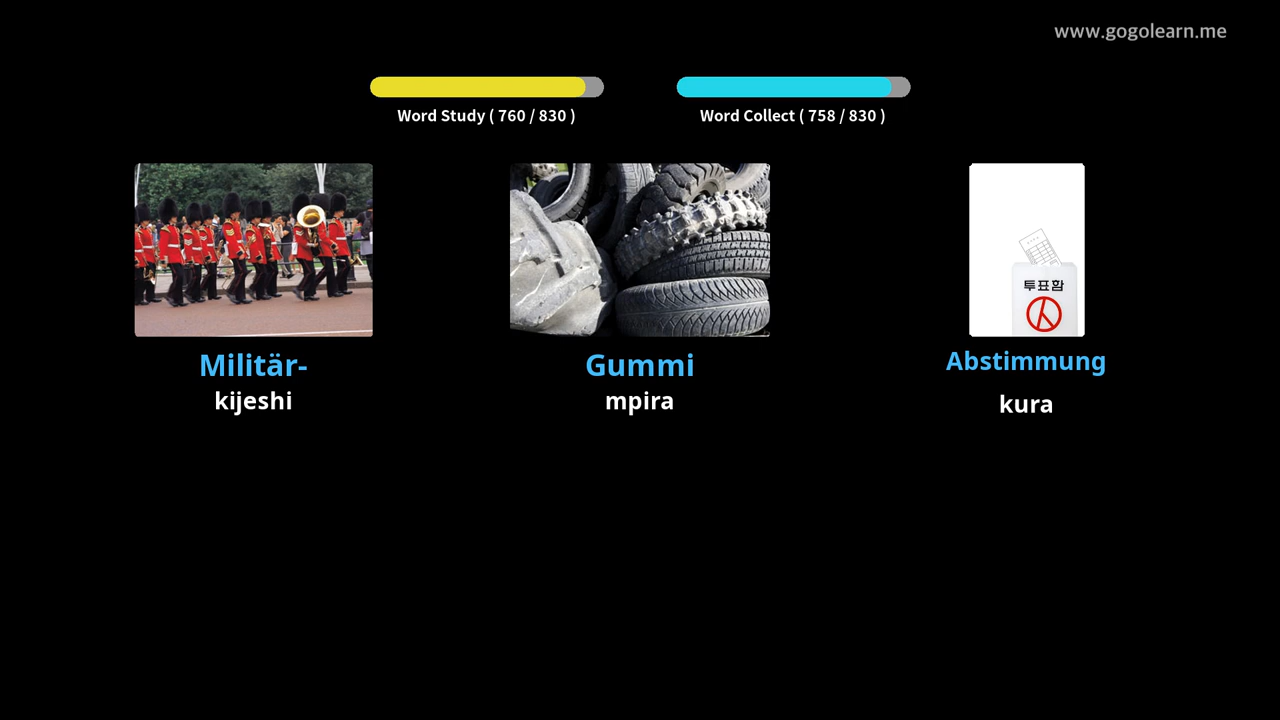 www.gogolearn.me
Word Study ( 760 / 830 )
Word Collect ( 758 / 830 )
투표함
Militär-
kijeshi
Gummi
mpira
Abstimmung
kura